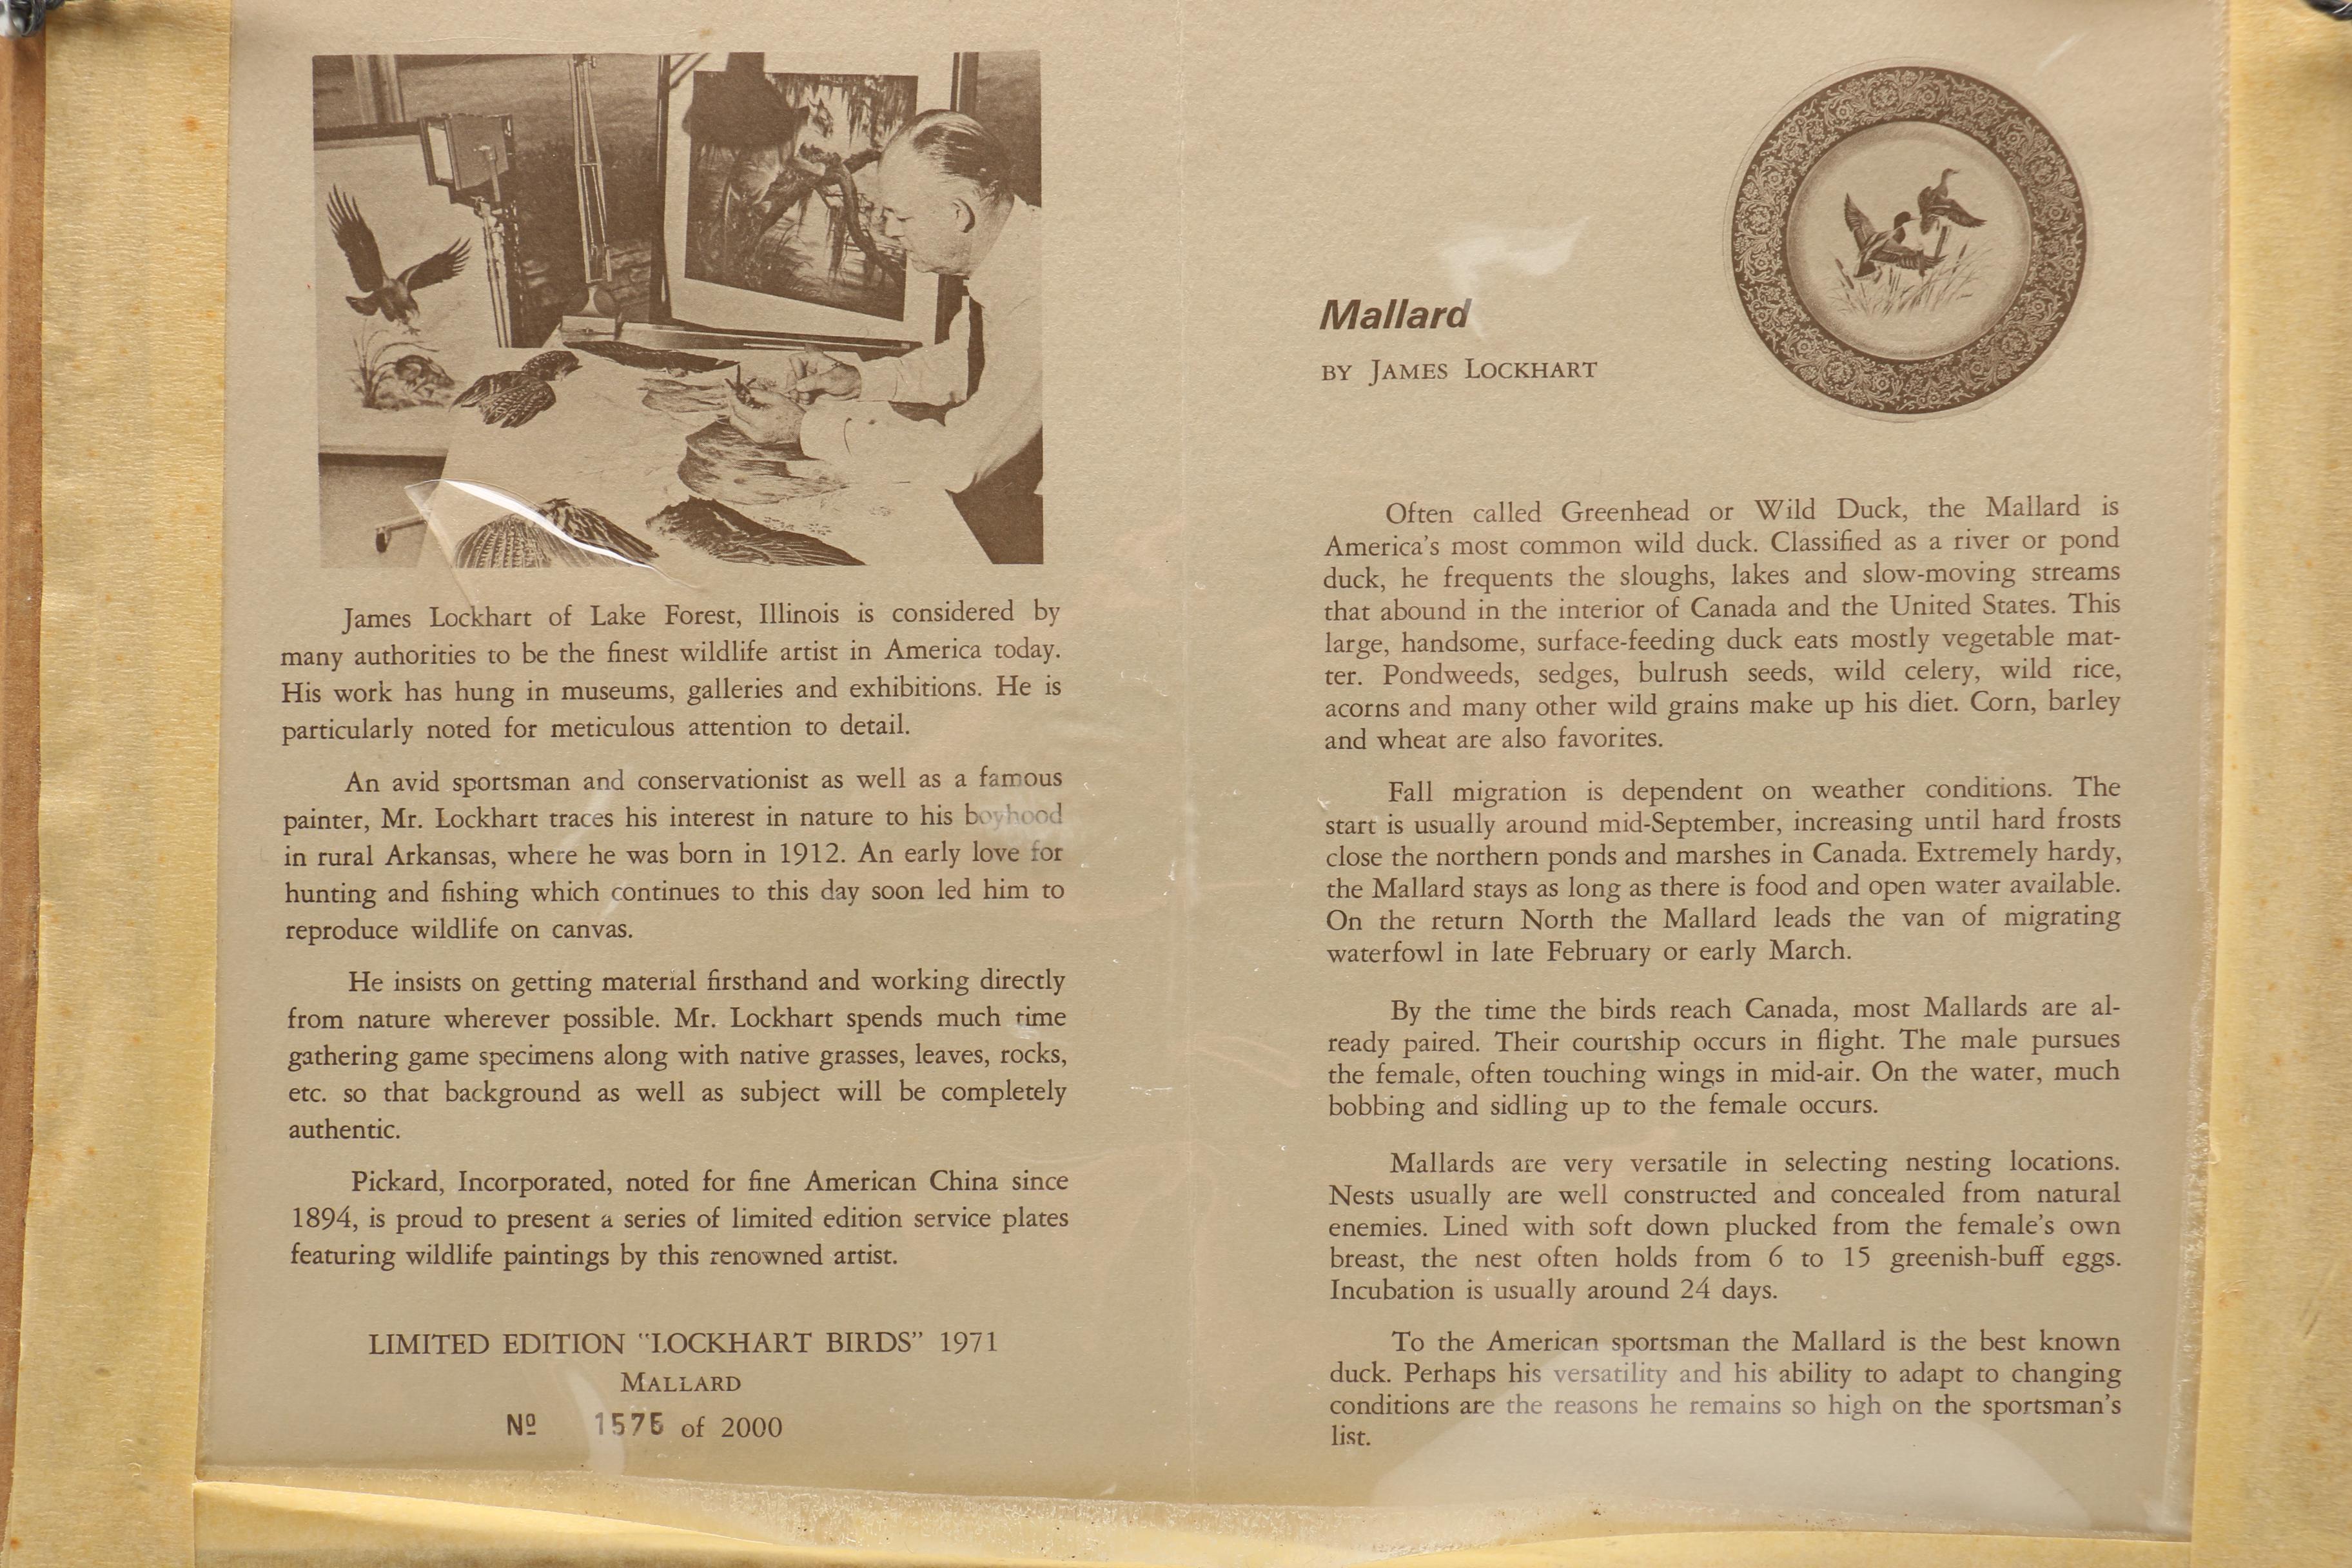 James Lockhart of Lake Forest, Illinois is considered by
many authorities to be the finest wildlife artist in America today.
His work has hung in museums, galleries and exhibitions. He is
particularly noted for meticulous attention to detail.
An avid sportsman and conservationist as well as a famous
painter, Mr. Lockhart traces his interest in nature to his boyhood
in rural Arkansas, where he was born in 1912. An early love for
hunting and fishing which continues to this day soon led him to
reproduce wildlife on canvas.
He insists on getting material firsthand and working directly
from nature wherever possible. Mr. Lockhart spends much time
gathering game specimens along with native grasses, leaves, rocks,
etc. so that background as well as subject will be completely
authentic.
Pickard, Incorporated, noted for fine American China since
1894, is proud to present a series of limited edition service plates
featuring wildlife paintings by this renowned artist.
LIMITED EDITION "LOCKHART BIRDS" 1971
MALLARD
Nº 1575 of 2000
Mallard
BY JAMES LOCKHART
Often called Greenhead or Wild Duck, the Mallard is
America's most common wild duck. Classified as a river or pond
duck, he frequents the sloughs, lakes and slow-moving streams
that abound in the interior of Canada and the United States. This
large, handsome, surface-feeding duck eats mostly vegetable mat-
ter. Pondweeds, sedges, bulrush seeds, wild celery, wild rice,
acorns and many other wild grains make up his diet. Corn, barley
and wheat are also favorites.
Fall migration is dependent on weather conditions. The
start is usually around mid-September, increasing until hard frosts
close the northern ponds and marshes in Canada. Extremely hardy,
the Mallard stays as long as there is food and open water available.
On the return North the Mallard leads the van of migrating
waterfowl in late February or early March.
By the time the birds reach Canada, most Mallards are al-
ready paired. Their courtship occurs in flight. The male pursues
the female, often touching wings in mid-air. On the water, much
bobbing and sidling up to the female occurs.
Mallards are very versatile in selecting nesting locations.
Nests usually are well constructed and concealed from natural
enemies. Lined with soft down plucked from the female's own
breast, the nest often holds from 6 to 15 greenish-buff eggs.
Incubation is usually around 24 days.
To the American sportsman the Mallard is the best known
duck. Perhaps his versatility and his ability to adapt to changing
conditions are the reasons he remains so high on the sportsman's
list.